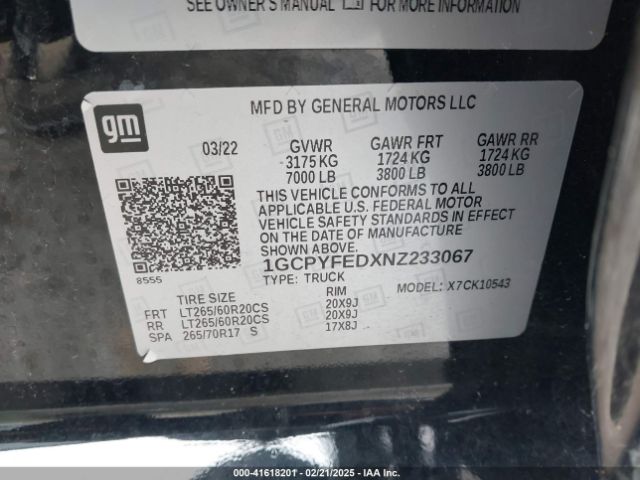 SEE OWNER'S MANUAL FOR MORE INFORMATION
gm
MFD BY GENERAL MOTORS LLC
03/22 GVWR GAWR FRT GAWR RR
3175 KG 1724 KG 1724 KG
7000 LB 3800 LB 3800 LB
THIS VEHICLE CONFORMS TO ALL
APPLICABLE U.S. FEDERAL MOTOR
VEHICLE SAFETY STANDARDS IN EFFECT
ON THE DATE OF MANUFACTURE
SHOWN ABOVE.
1GCPYFEDXNZ233067
8555
TYPE: TRUCK MODEL: X7CK10543
TIRE SIZE RIM
FRT LT265/60R20CS 20X9J
RR LT265/60R20CS 20X9J
SPA 265/70R17 S 17X8J
000-41618201 - 02/21/2025 - IAA Inc.